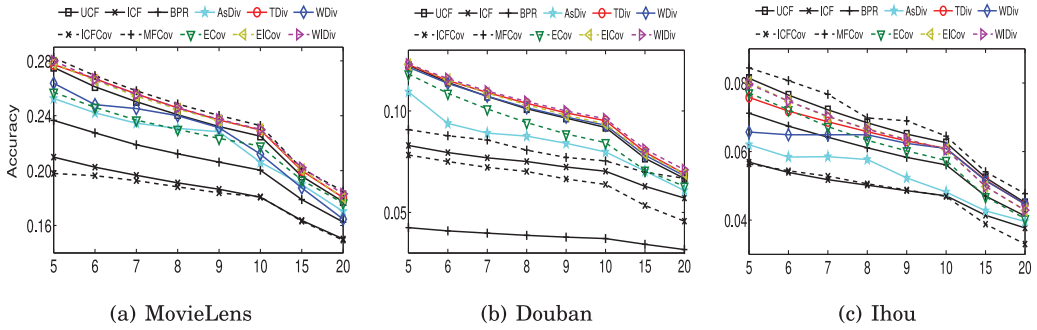 UCF ICF BPR AsDiv TDiv WDiv
ICFCov MFCov ECov EICov WIDiv
Accuracy
0.28
0.24
0.20
0.16
5 6 7 8 9 10 15 20
(a) MovieLens
UCF ICF BPR AsDiv TDiv WDiv
ICFCov MFCov ECov EICov WIDiv
0.10
0.05
5 6 7 8 9 10 15 20
(b) Douban
UCF ICF BPR AsDiv TDiv WDiv
ICFCov MFCov ECov EICov WIDiv
0.08
0.06
0.04
5 6 7 8 9 10 15 20
(c) Ihou